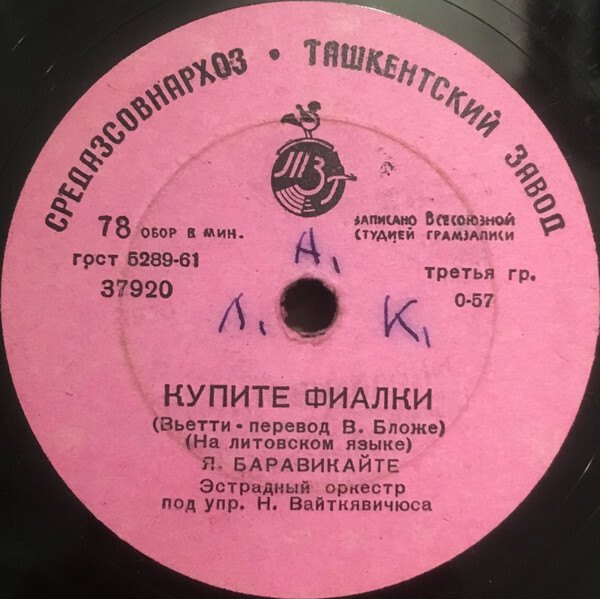 СРЕДАЗСОВНАРХОЗ • ТАШКЕНТСКИЙ ЗАВОД
ТЗГ
78 ОБОР В МИН.
ГОСТ 5289-61
37920
ЗАПИСАНО ВСЕСОЮЗНОЙ
СТУДИЕЙ ГРАМЗАПИСИ
ТРЕТЬЯ ГР.
0-57
А,
Л, К,
КУПИТЕ ФИАЛКИ
(Вьетти • перевод В. Бложе)
(На литовском языке)
Я. БАРАВИКАЙТЕ
Эстрадный оркестр
под упр. Н. Вайткявичюса